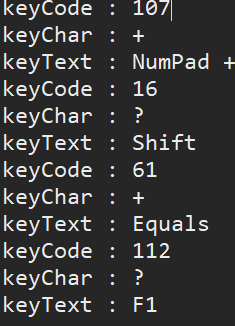 keyCode : 107
keyChar : +
keyText : NumPad +
keyCode : 16
keyChar : ?
keyText : Shift
keyCode : 61
keyChar : +
keyText : Equals
keyCode : 112
keyChar : ?
keyText : F1